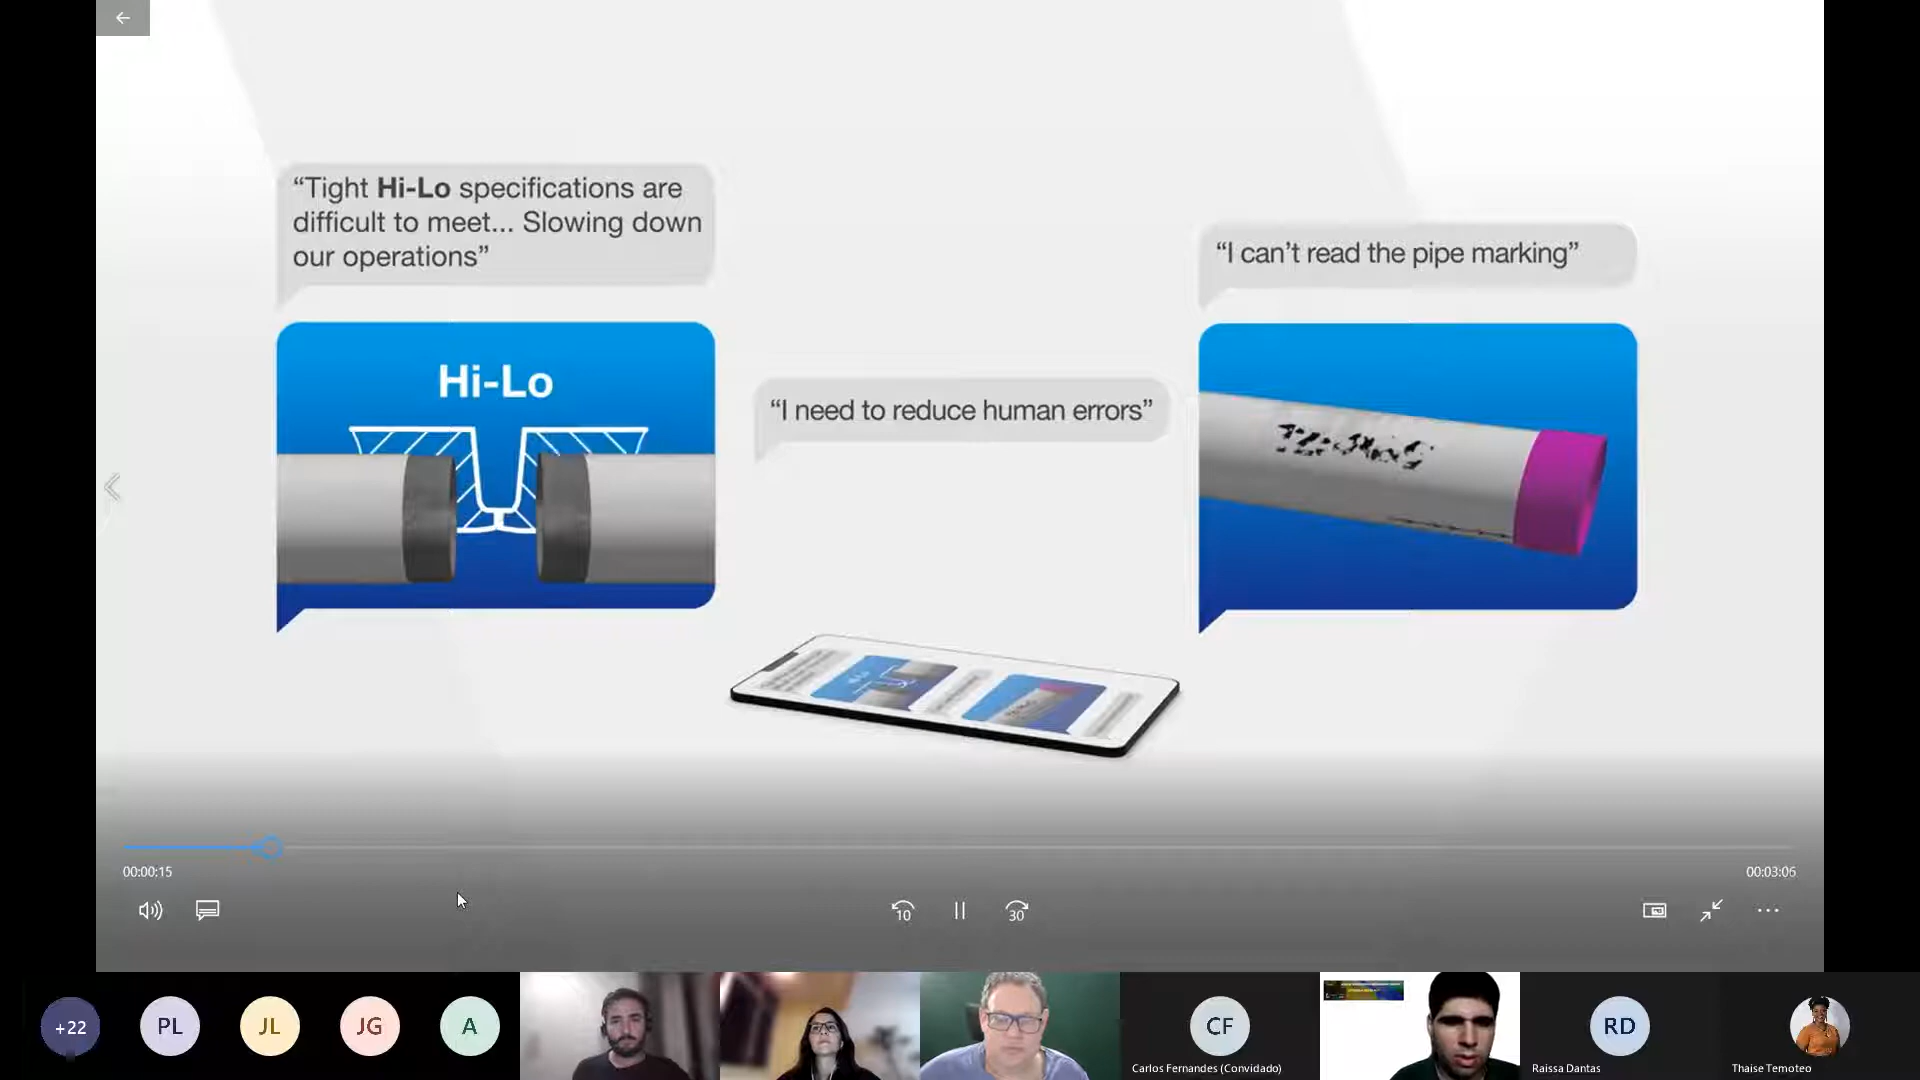 “Tight Hi-Lo specifications are
difficult to meet... Slowing down
our operations”
“I can’t read the pipe marking”
Hi-Lo
“I need to reduce human errors”
00:00:15
00:03:06
10
30
+22
PL
JL
JG
A
CF
RD
Carlos Fernandes (Convidado)
Raissa Dantas
Thaise Temoteo